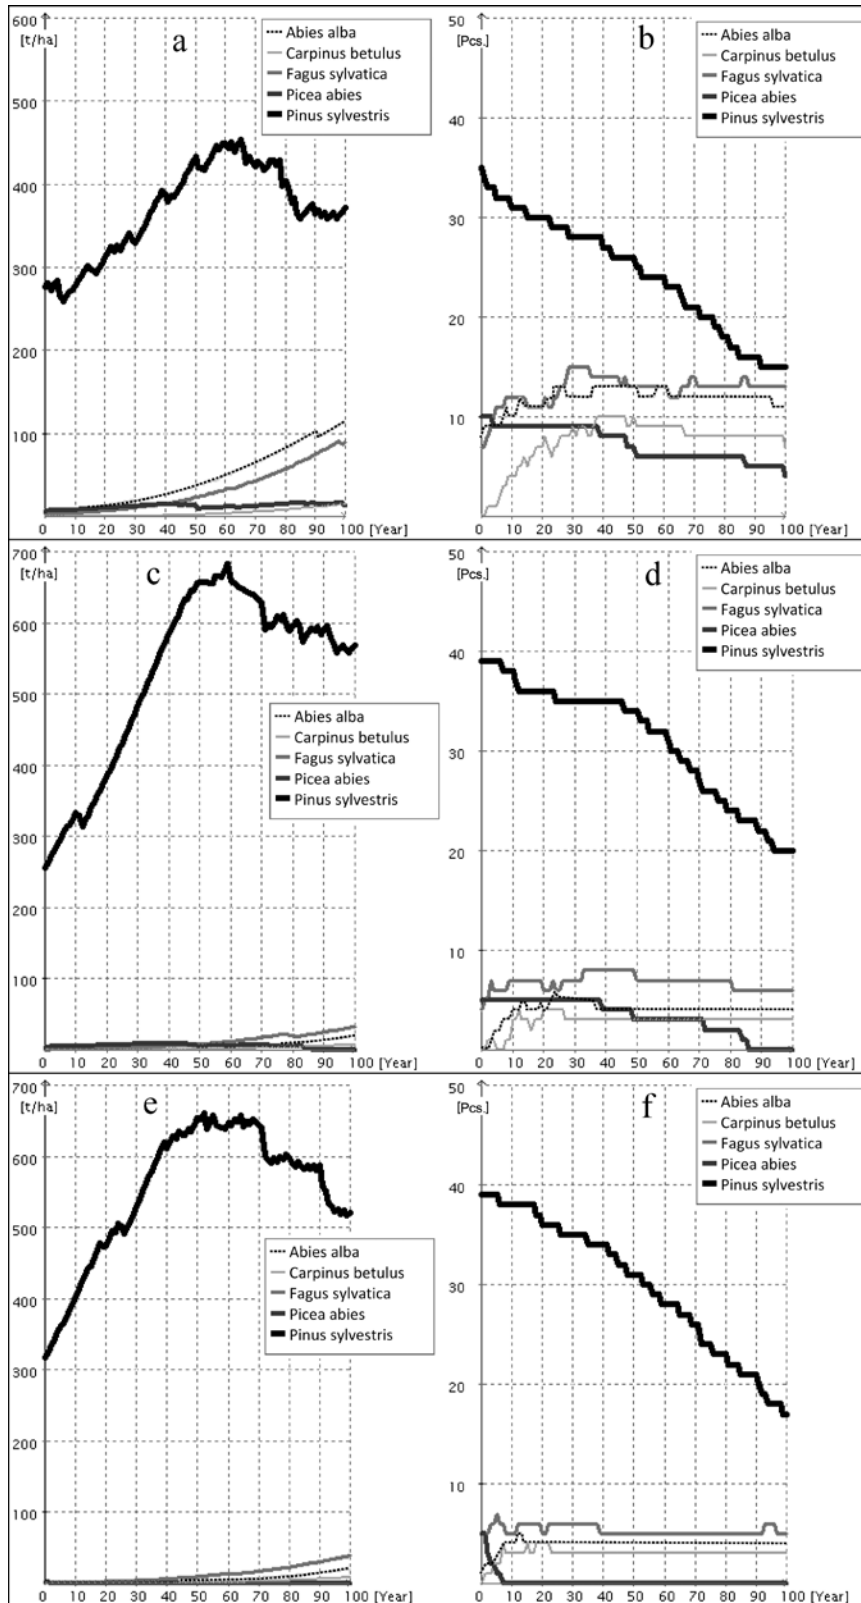 a
600
[t/ha]
500
400
300
200
100
0 10 20 30 40 50 60 70 80 90 100 [Year]
Abies alba
Carpinus betulus
Fagus sylvatica
Picea abies
Pinus sylvestris
b
50
[Pcs.]
40
30
20
10
0 10 20 30 40 50 60 70 80 90 100 [Year]
Abies alba
Carpinus betulus
Fagus sylvatica
Picea abies
Pinus sylvestris
c
700
[t/ha]
600
500
400
300
200
100
0 10 20 30 40 50 60 70 80 90 100 [Year]
Abies alba
Carpinus betulus
Fagus sylvatica
Picea abies
Pinus sylvestris
d
50
[Pcs.]
40
30
20
10
0 10 20 30 40 50 60 70 80 90 100 [Year]
Abies alba
Carpinus betulus
Fagus sylvatica
Picea abies
Pinus sylvestris
e
700
[t/ha]
600
500
400
300
200
100
0 10 20 30 40 50 60 70 80 90 100 [Year]
Abies alba
Carpinus betulus
Fagus sylvatica
Picea abies
Pinus sylvestris
f
50
[Pcs.]
40
30
20
10
0 10 20 30 40 50 60 70 80 90 100 [Year]
Abies alba
Carpinus betulus
Fagus sylvatica
Picea abies
Pinus sylvestris